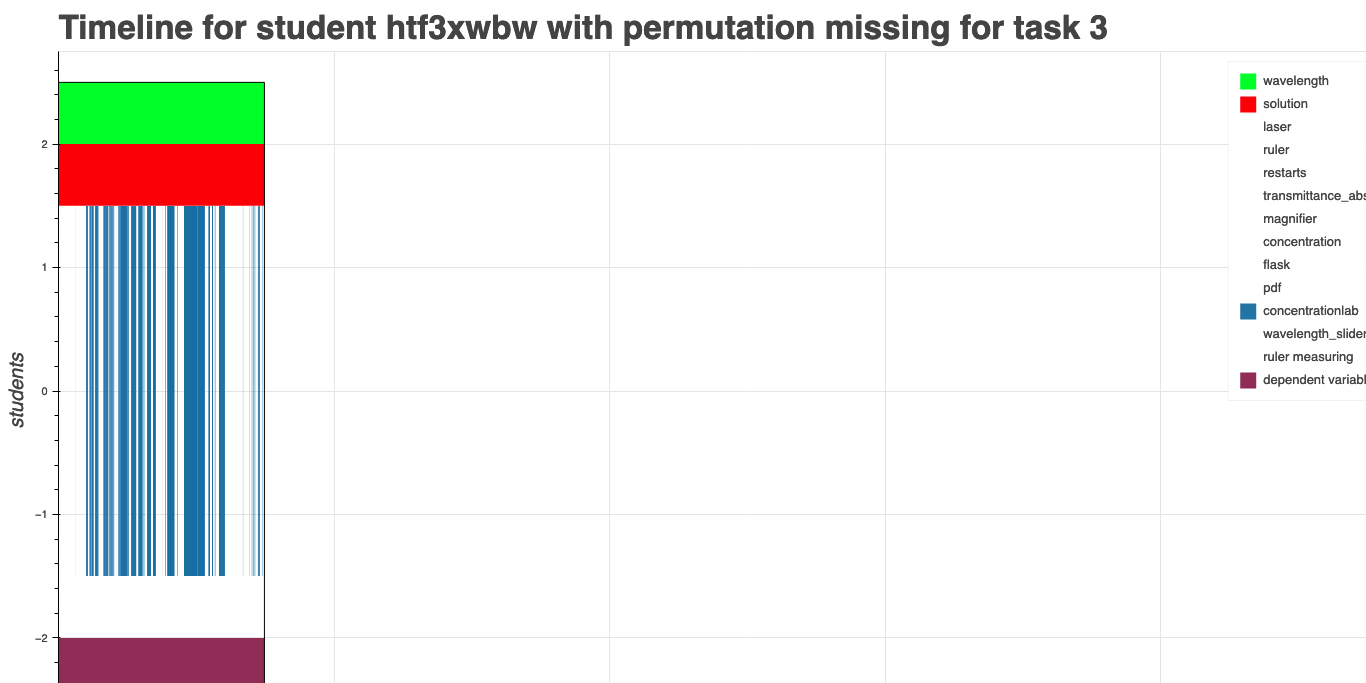 Timeline for student htf3xwbw with permutation missing for task 3
wavelength
solution
laser
ruler
restarts
transmittance_abs
magnifier
concentration
flask
pdf
concentrationlab
wavelength_slider
ruler measuring
dependent variabl
2
1
0
−1
−2
students